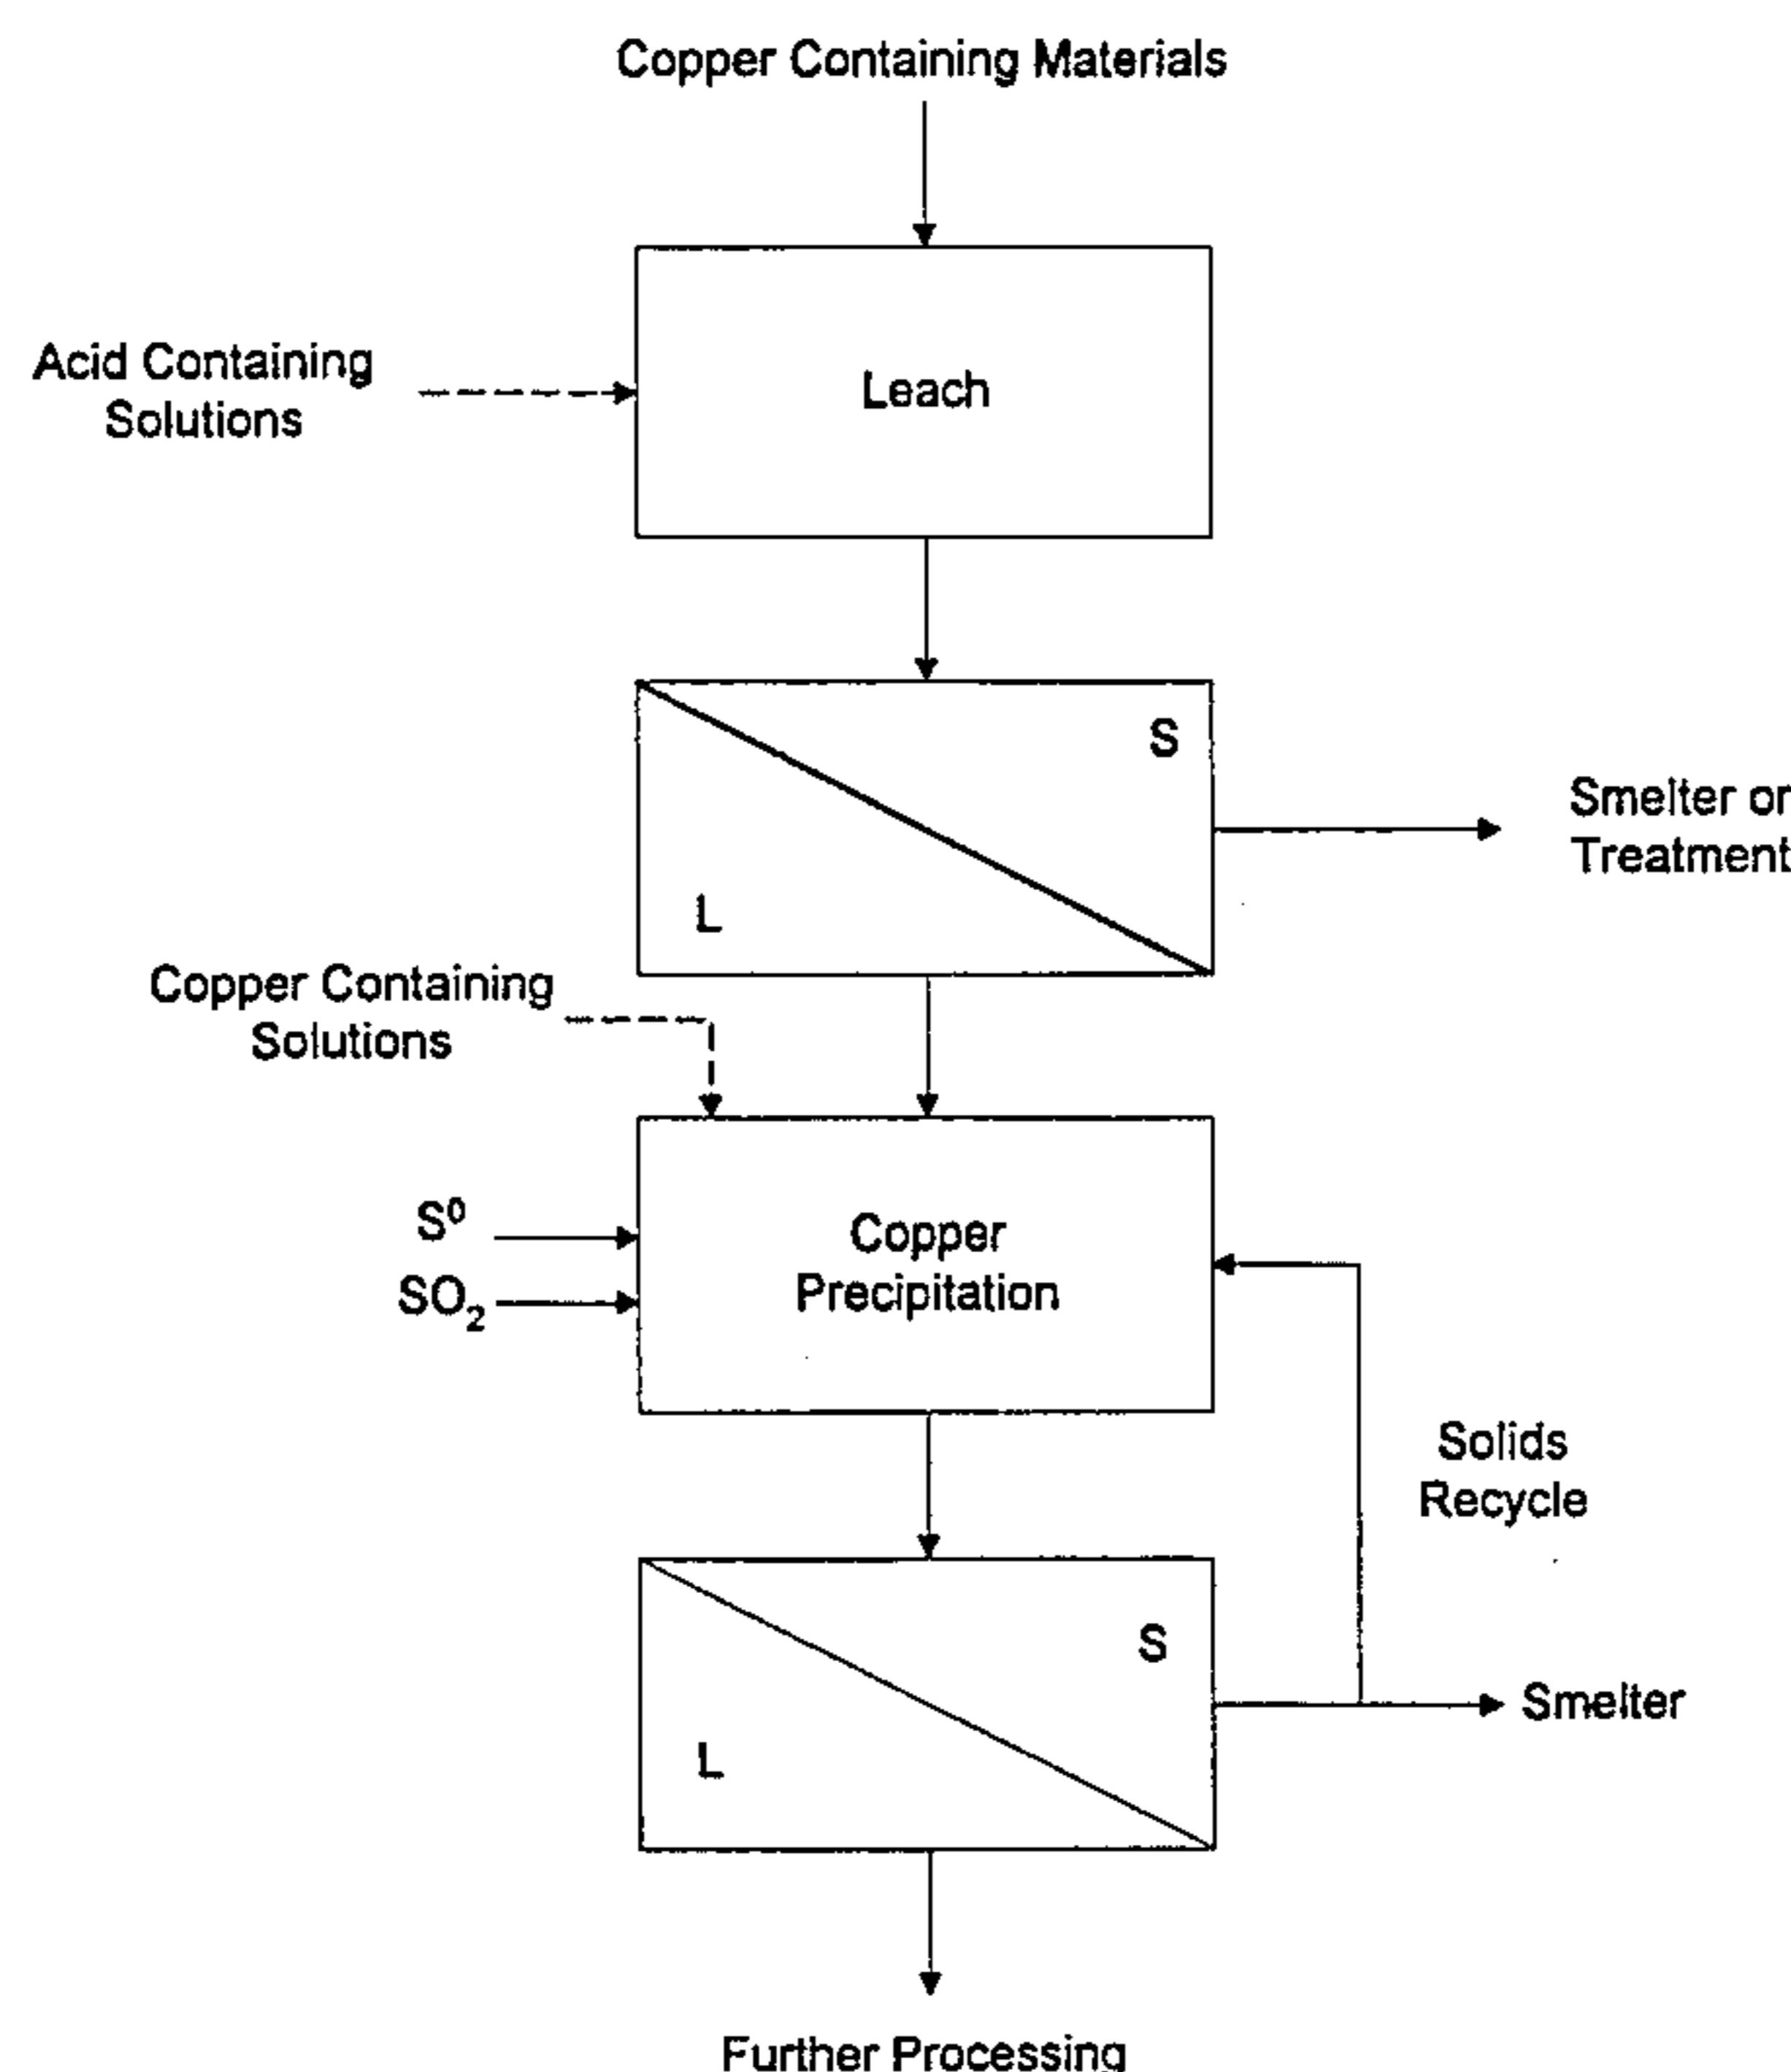 Copper Containing Materials
Acid Containing
Solutions
Leach
S
L
Smelter or
Treatment
Copper Containing
Solutions
S⁰
SO₂
Copper
Precipitation
Solids
Recycle
S
L
Smelter
Further Processing